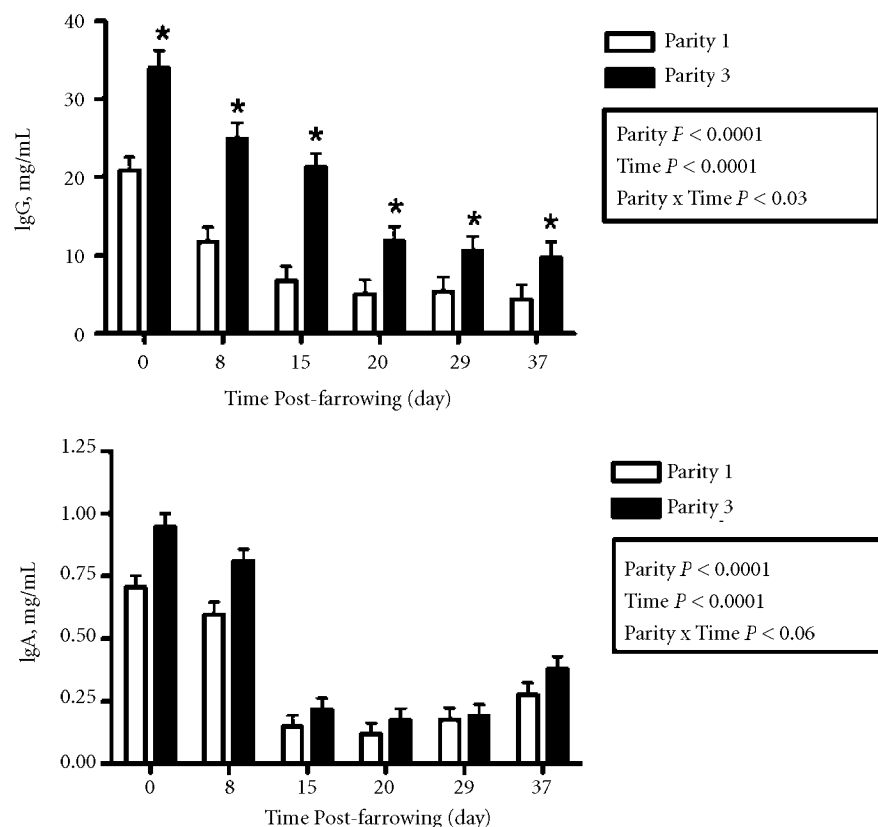 40
30
20
10
0
IgG, mg/mL
* * * * * *
0 8 15 20 29 37
Time Post-farrowing (day)
Parity 1
Parity 3
Parity P < 0.0001
Time P < 0.0001
Parity x Time P < 0.03
1.25
1.00
0.75
0.50
0.25
0.00
IgA, mg/mL
0 8 15 20 29 37
Time Post-farrowing (day)
Parity 1
Parity 3
Parity P < 0.0001
Time P < 0.0001
Parity x Time P < 0.06